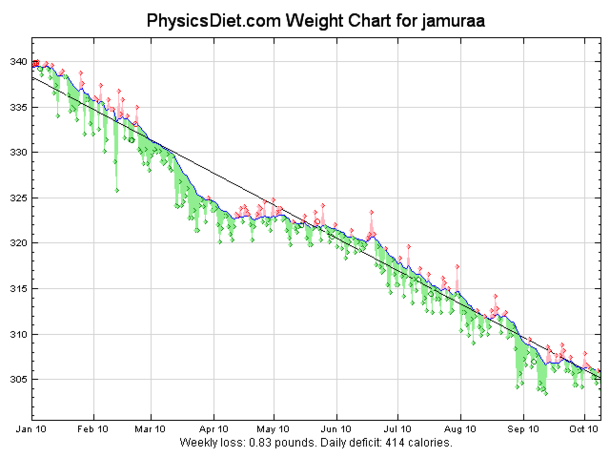 PhysicsDiet.com Weight Chart for jamuraa
340
335
330
325
320
315
310
305
Jan 10 Feb 10 Mar 10 Apr 10 May 10 Jun 10 Jul 10 Aug 10 Sep 10 Oct 10
Weekly loss: 0.83 pounds. Daily deficit: 414 calories.